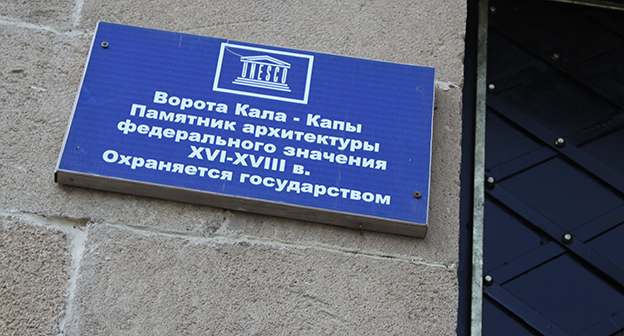 UNESCO
Ворота Кала - Капы
Памятник архитектуры
федерального значения
XVI-XVIII в.
Охраняется государством